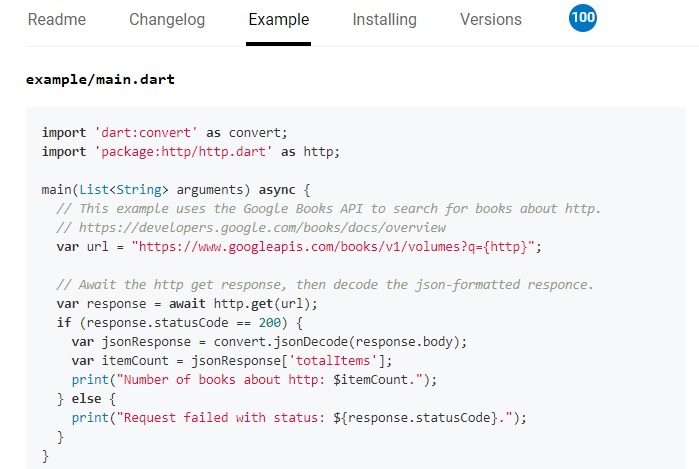 Readme Changelog Example Installing Versions 100
example/main.dart
import 'dart:convert' as convert;
import 'package:http/http.dart' as http;
main(List<String> arguments) async {
// This example uses the Google Books API to search for books about http.
// https://developers.google.com/books/docs/overview
var url = "https://www.googleapis.com/books/v1/volumes?q={http}";
// Await the http get response, then decode the json-formatted responce.
var response = await http.get(url);
if (response.statusCode == 200) {
var jsonResponse = convert.jsonDecode(response.body);
var itemCount = jsonResponse['totalItems'];
print("Number of books about http: $itemCount.");
} else {
print("Request failed with status: ${response.statusCode}.");
}
}